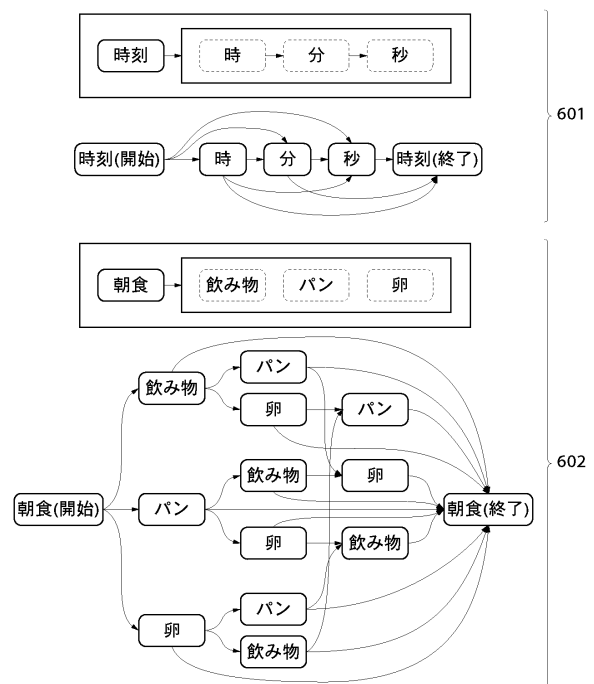 時刻 時 分 秒
601
時刻(開始) 時 分 秒 時刻(終了)
朝食 飲み物 パン 卵
パン
飲み物
卵 パン
602
飲み物 卵
朝食(開始) パン 朝食(終了)
卵 飲み物
パン
卵
飲み物